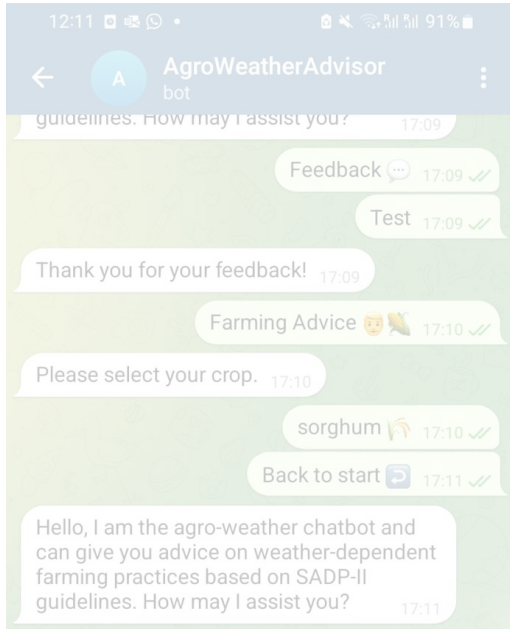 12:11 91%
A AgroWeatherAdvisor
bot
guidelines. How may I assist you? 17:09
Feedback 💬 17:09
Test 17:09
Thank you for your feedback! 17:09
Farming Advice 👨🌽 17:10
Please select your crop. 17:10
sorghum 🌾 17:10
Back to start ↩️ 17:11
Hello, I am the agro-weather chatbot and
can give you advice on weather-dependent
farming practices based on SADP-II
guidelines. How may I assist you? 17:11